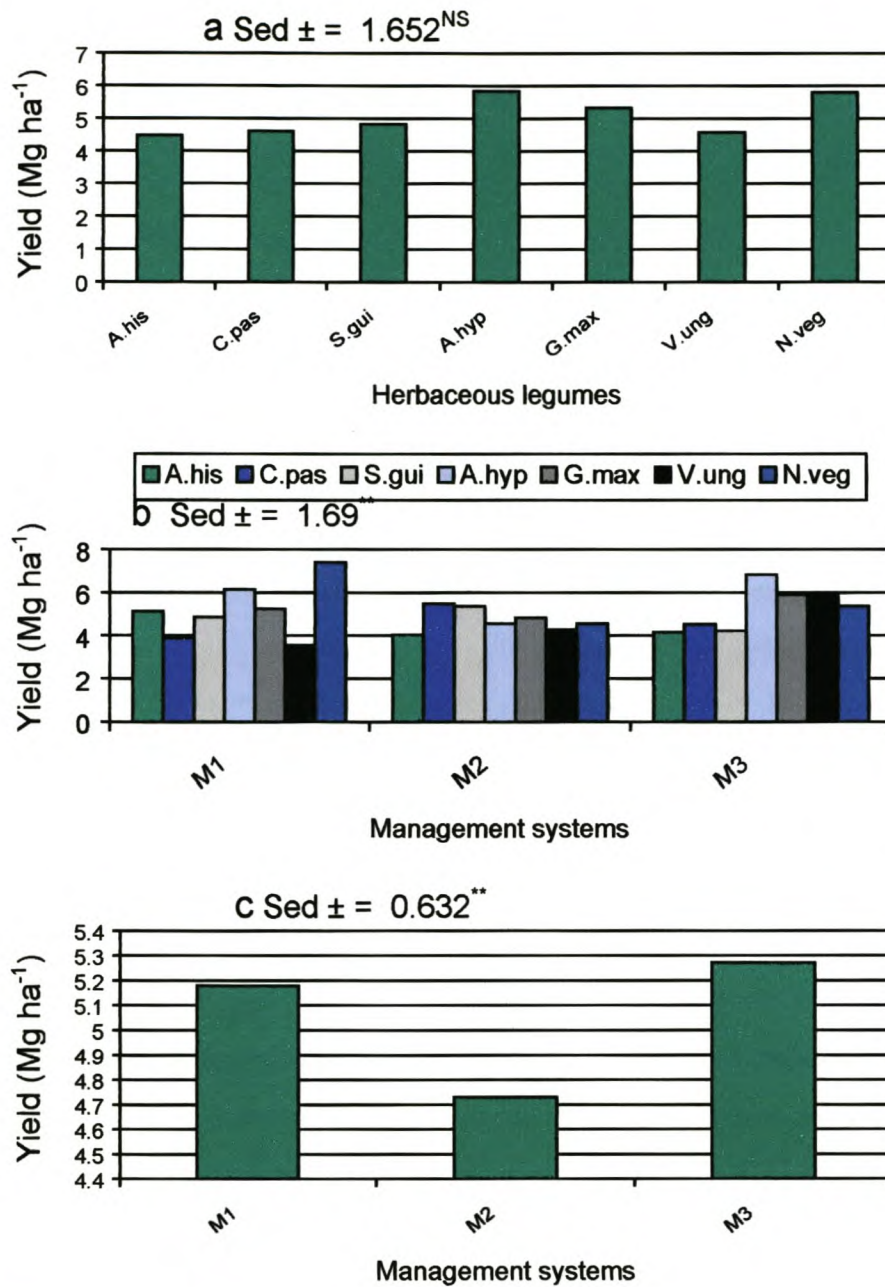 a Sed ± = 1.652^NS
Yield (Mg ha⁻¹)
7
6
5
4
3
2
1
0
A.his
C.pas
S.gui
A.hyp
G.max
V.ung
N.veg
Herbaceous legumes
A.his C.pas S.gui A.hyp G.max V.ung N.veg
b Sed ± = 1.69**
Yield (Mg ha⁻¹)
8
6
4
2
0
M1
M2
M3
Management systems
c Sed ± = 0.632**
Yield (Mg ha⁻¹)
5.4
5.3
5.2
5.1
5
4.9
4.8
4.7
4.6
4.5
4.4
M1
M2
M3
Management systems